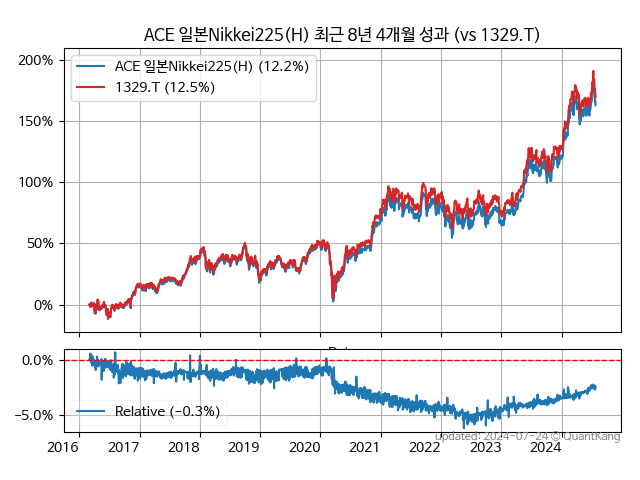 ACE 일본Nikkei225(H) 최근 8년 4개월 성과 (vs 1329.T)
200%
ACE 일본Nikkei225(H) (12.2%)
1329.T (12.5%)
150%
100%
50%
0%
0.0%
Relative (−0.3%)
−5.0%
updated: 2024-07-24 © QuantKang
2016 2017 2018 2019 2020 2021 2022 2023 2024